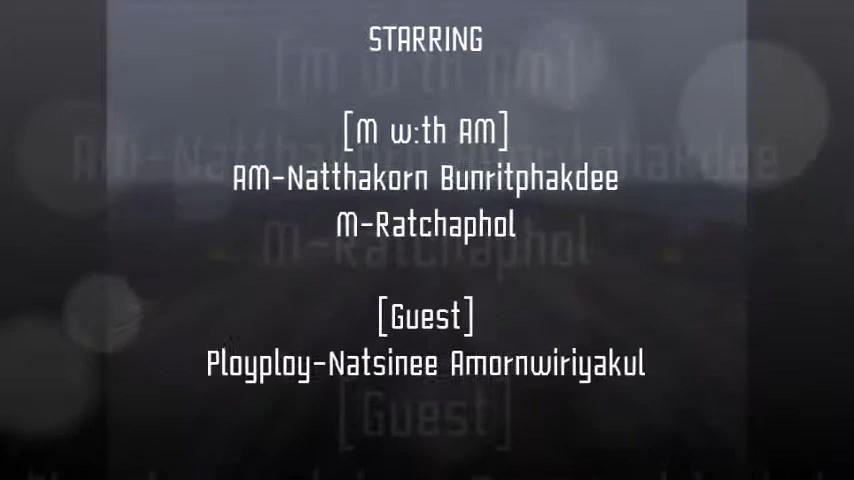 STARRING
[M w:th AM]
AM-Natthakorn Bunritphakdee
M-Ratchaphol
[Guest]
Ployploy-Natsinee Amornwiriyakul